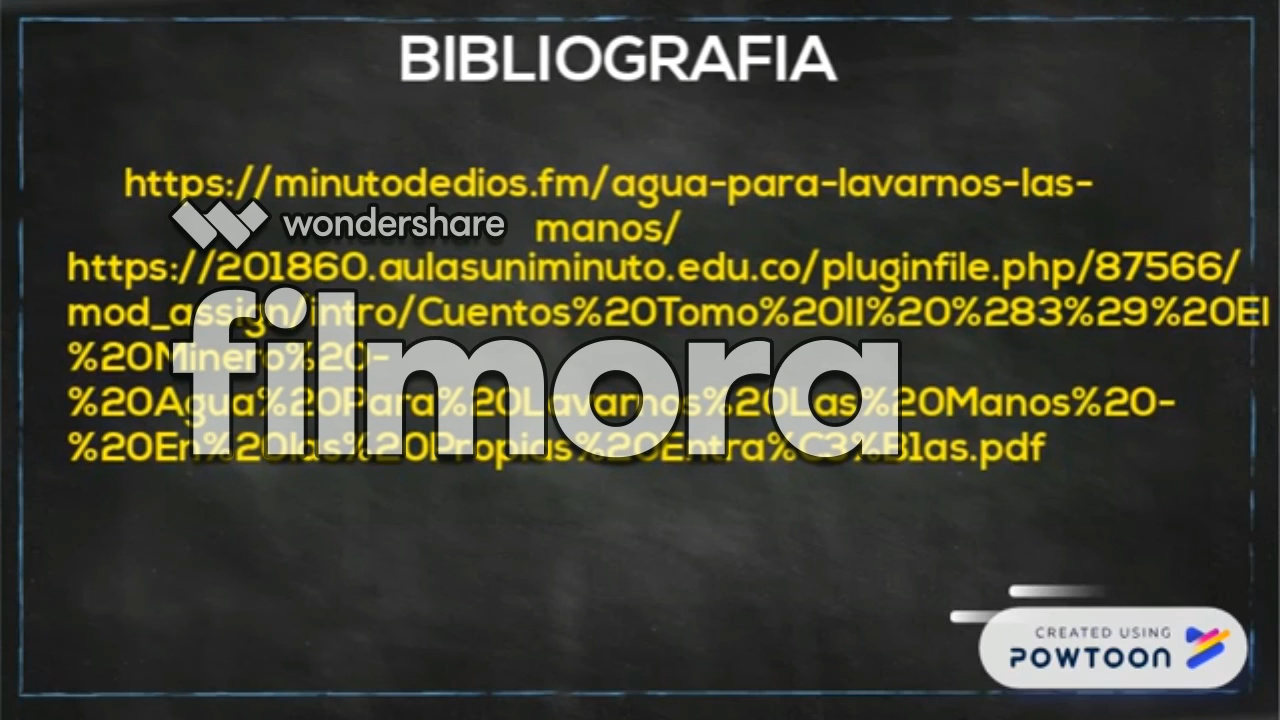 BIBLIOGRAFIA
https://minutodedios.fm/agua-para-lavarnos-las-
manos/
wondershare
https://201860.aulasuniminuto.edu.co/pluginfile.php/87566/
mod_assign/intro/Cuentos%20Tomo%20II%20%283%29%20El
filmora
%20Minero%20-
%20Agua%20Para%20Lavarnos%20Las%20Manos%20-
%20En%20las%20Propias%20Entra%C3%B1as.pdf
CREATED USING
POWTOON